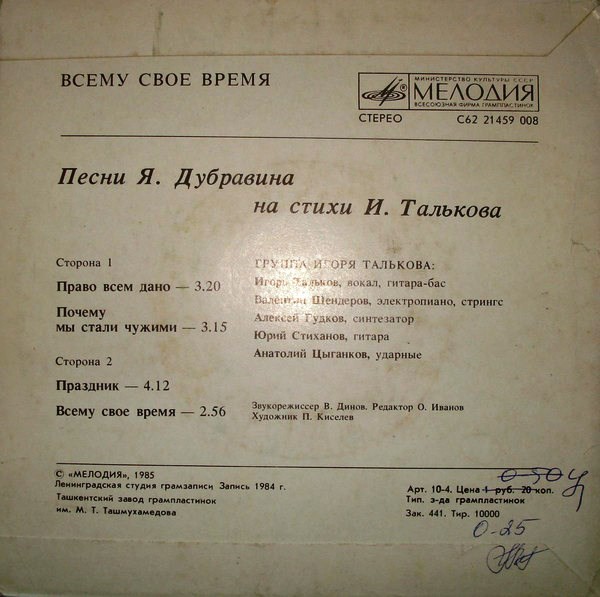 ВСЕМУ СВОЕ ВРЕМЯ
МИНИСТЕРСТВО КУЛЬТУРЫ СССР
МЕЛОДИЯ
ВСЕСОЮЗНАЯ ФИРМА ГРАМПЛАСТИНОК
СТЕРЕО С62 21459 008
Песни Я. Дубравина
на стихи И. Талькова
Сторона 1
Право всем дано — 3.20
Почему
мы стали чужими — 3.15
Сторона 2
Праздник — 4.12
Всему свое время — 2.56
ГРУППА ИГОРЯ ТАЛЬКОВА:
Игорь Тальков, вокал, гитара-бас
Валентин Шендеров, электропиано, стрингс
Алексей Гудков, синтезатор
Юрий Стиханов, гитара
Анатолий Цыганков, ударные
Звукорежиссер В. Динов. Редактор О. Иванов
Художник П. Киселев
© «МЕЛОДИЯ», 1985
Ленинградская студия грамзаписи Запись 1984 г.
Ташкентский завод грампластинок
им. М. Т. Ташмухамедова
Арт. 10-4. Цена 1 руб. 20 коп.
Тип. з-да грампластинок
Зак. 441. Тир. 10000
0-50
0-25